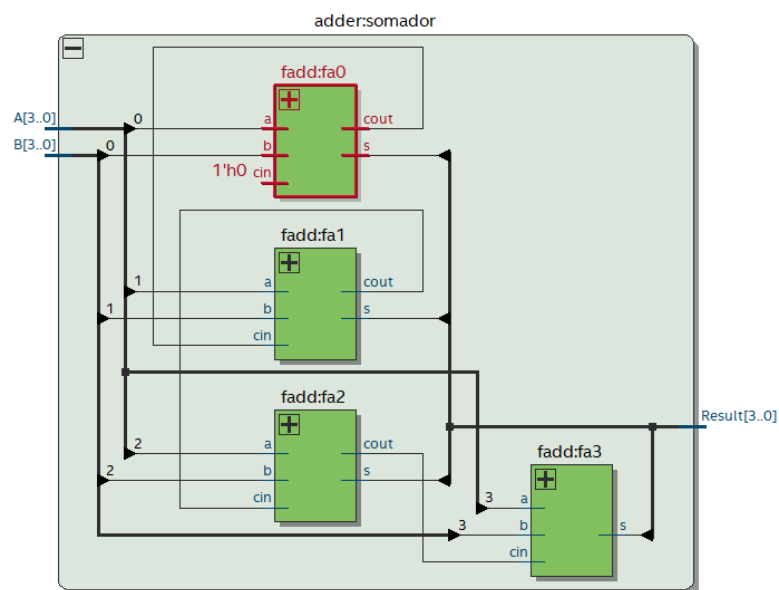 adder:somador
fadd:fa0
A[3..0]
0
a
cout
B[3..0]
0
b
s
1'h0
cin
fadd:fa1
1
a
cout
1
b
s
cin
fadd:fa2
2
a
cout
2
b
s
cin
Result[3..0]
fadd:fa3
3
a
3
b
s
cin